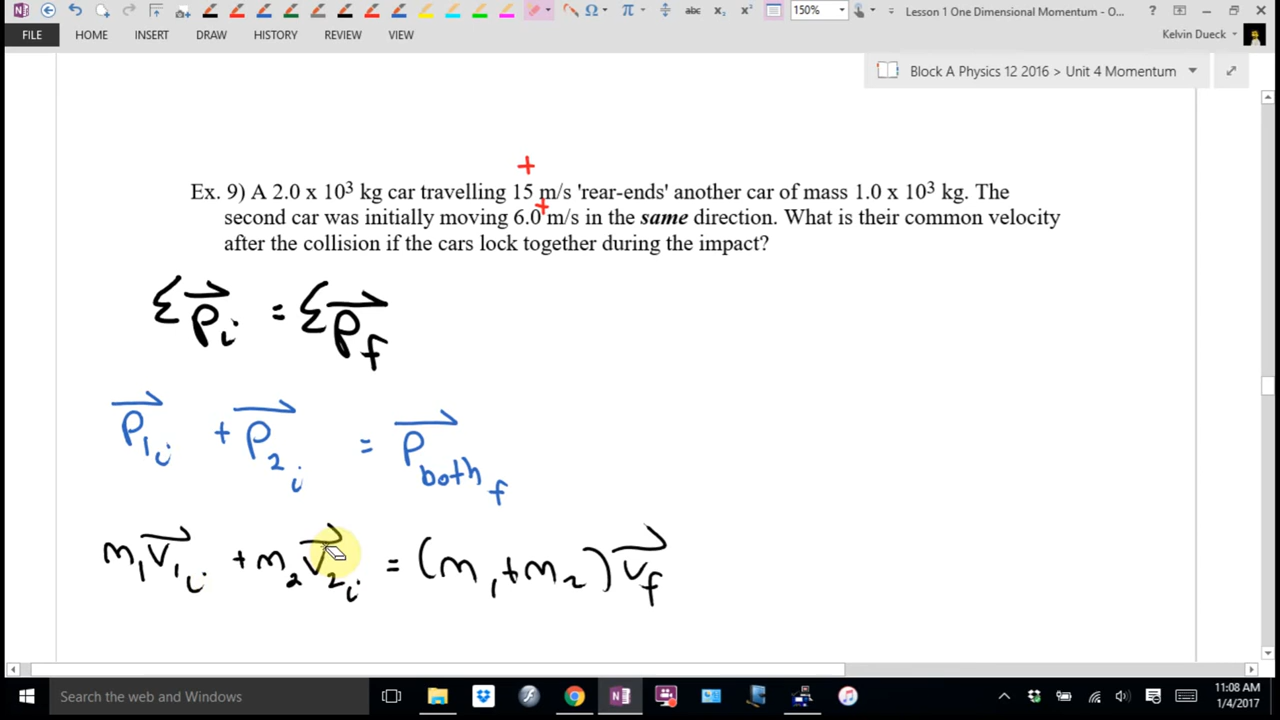 150%
Lesson 1 One Dimensional Momentum - O...
?
FILE HOME INSERT DRAW HISTORY REVIEW VIEW
Kelvin Dueck
Block A Physics 12 2016 > Unit 4 Momentum
+
Ex. 9) A 2.0 x 10³ kg car travelling 15 m/s 'rear-ends' another car of mass 1.0 x 10³ kg. The
+
second car was initially moving 6.0 m/s in the same direction. What is their common velocity
after the collision if the cars lock together during the impact?
Σp⃗i = Σp⃗f
p⃗1i + p⃗2i = p⃗both f
m₁v⃗1i + m₂v⃗2i = (m₁+m₂)v⃗f
Search the web and Windows
11:08 AM
1/4/2017